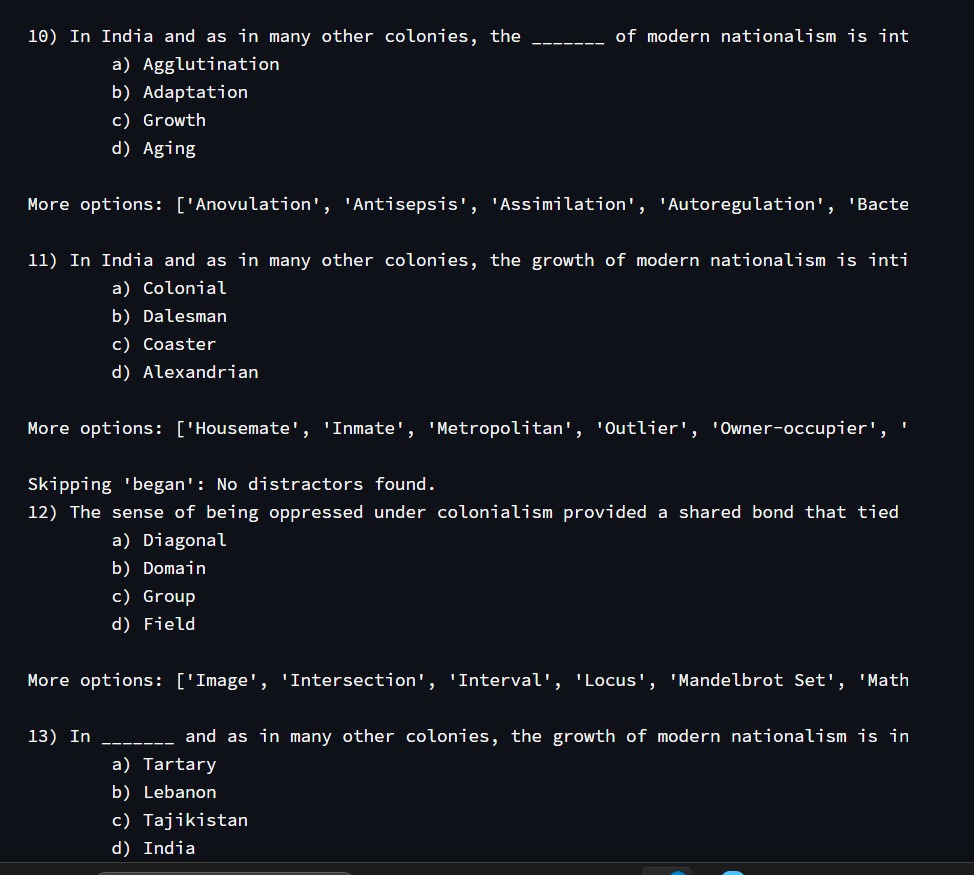 10) In India and as in many other colonies, the _______ of modern nationalism is int
a) Agglutination
b) Adaptation
c) Growth
d) Aging
More options: ['Anovulation', 'Antisepsis', 'Assimilation', 'Autoregulation', 'Bacte
11) In India and as in many other colonies, the growth of modern nationalism is inti
a) Colonial
b) Dalesman
c) Coaster
d) Alexandrian
More options: ['Housemate', 'Inmate', 'Metropolitan', 'Outlier', 'Owner-occupier', '
Skipping 'began': No distractors found.
12) The sense of being oppressed under colonialism provided a shared bond that tied
a) Diagonal
b) Domain
c) Group
d) Field
More options: ['Image', 'Intersection', 'Interval', 'Locus', 'Mandelbrot Set', 'Math
13) In _______ and as in many other colonies, the growth of modern nationalism is in
a) Tartary
b) Lebanon
c) Tajikistan
d) India